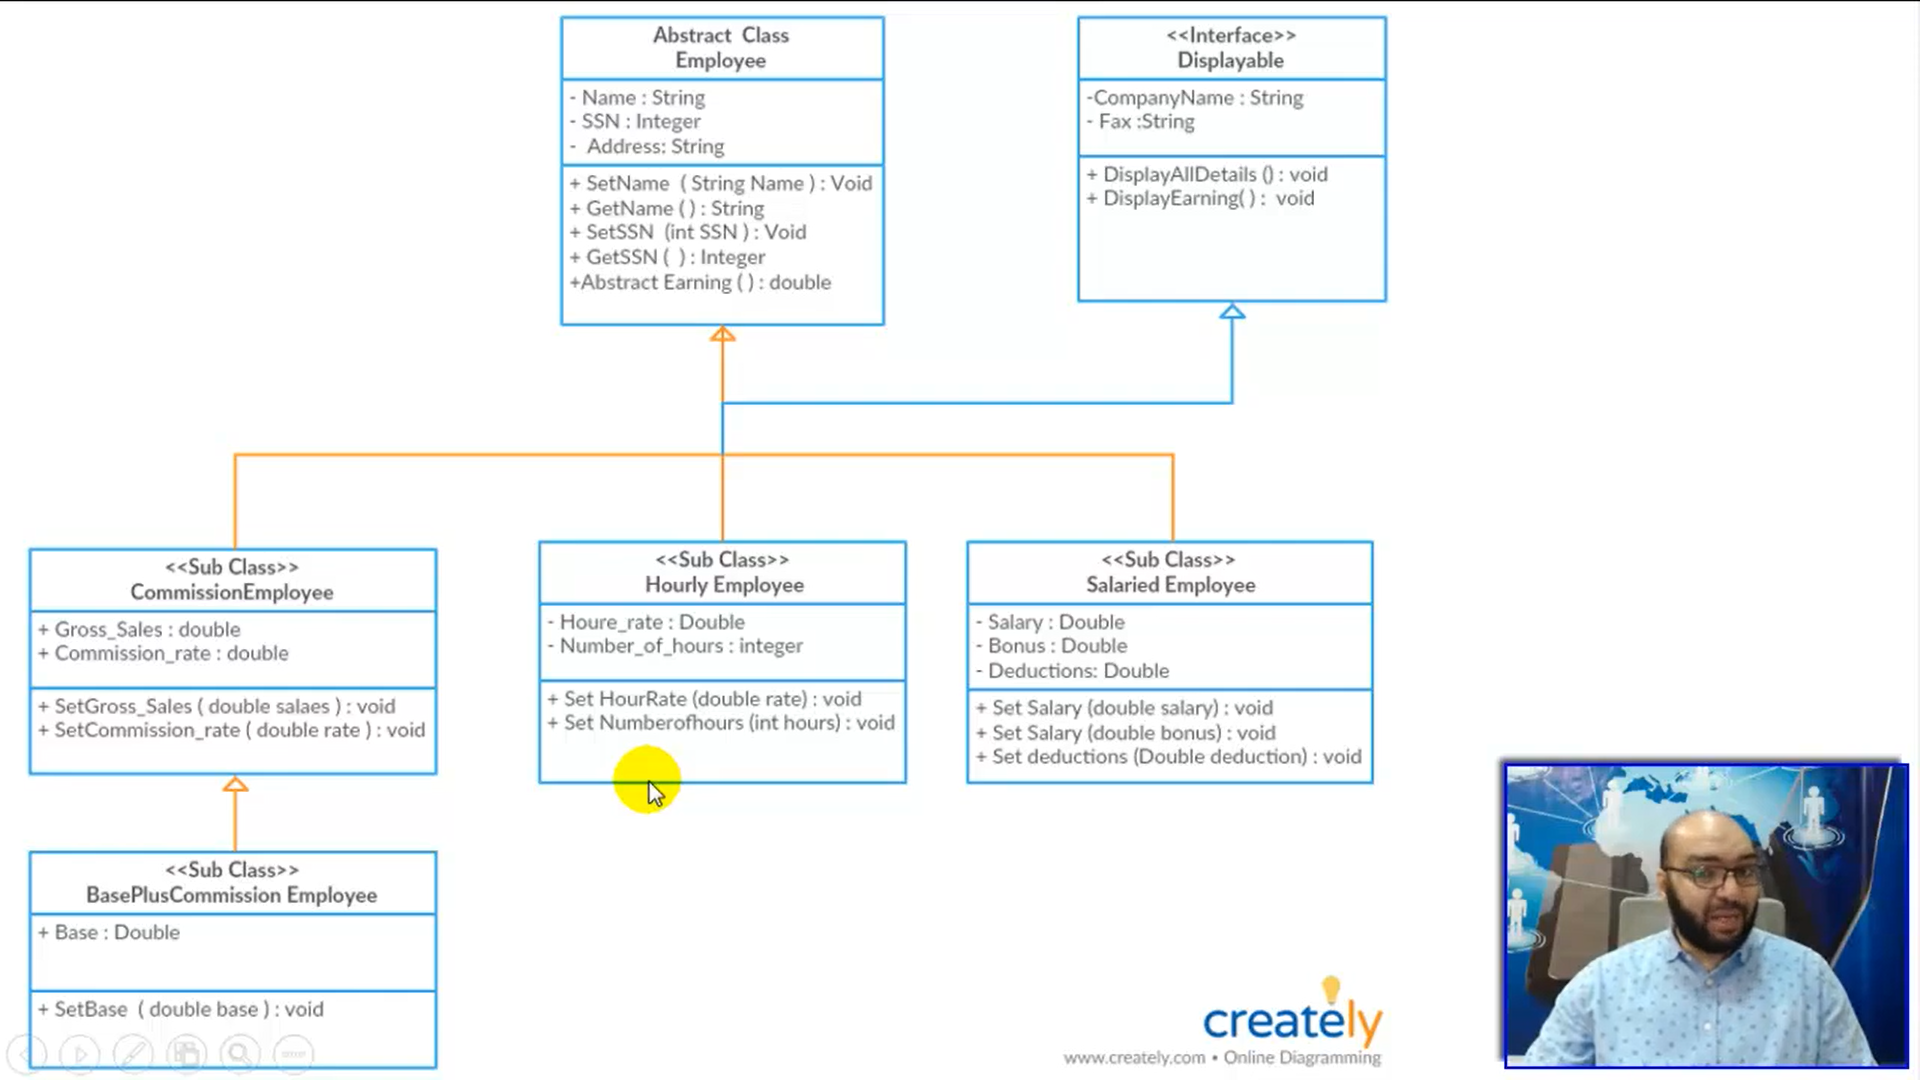 Abstract  Class
Employee
- Name : String
- SSN : Integer
-  Address: String
+ SetName  ( String Name ) : Void
+ GetName ( ) : String
+ SetSSN  (int SSN ) : Void
+ GetSSN (  ) : Integer
+Abstract Earning ( ) : double
<<Interface>>
Displayable
-CompanyName : String
- Fax :String
+ DisplayAllDetails () : void
+ DisplayEarning( ) :  void
<<Sub Class>>
CommissionEmployee
+ Gross_Sales : double
+ Commission_rate : double
+ SetGross_Sales ( double salaes ) : void
+ SetCommission_rate ( double rate ) : void
<<Sub Class>>
Hourly Employee
- Houre_rate : Double
- Number_of_hours : integer
+ Set HourRate (double rate) : void
+ Set Numberofhours (int hours) : void
<<Sub Class>>
Salaried Employee
- Salary : Double
- Bonus : Double
- Deductions: Double
+ Set Salary (double salary) : void
+ Set Salary (double bonus) : void
+ Set deductions (Double deduction) : void
<<Sub Class>>
BasePlusCommission Employee
+ Base : Double
+ SetBase  ( double base ) : void
creately
www.creately.com • Online Diagramming